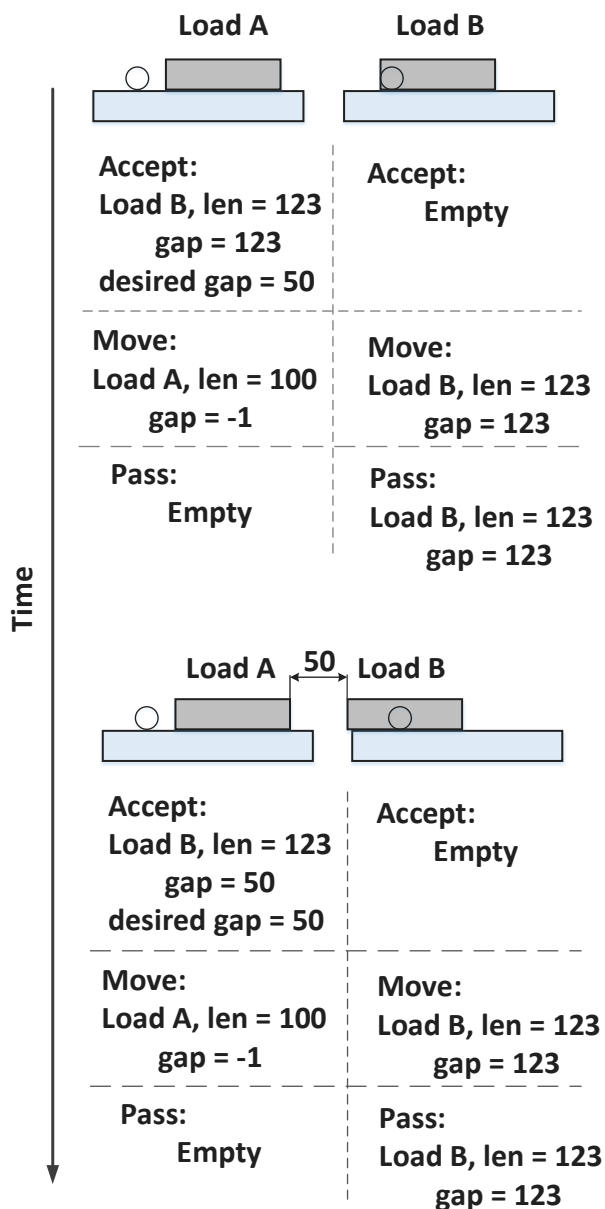 Load A
Load B
Accept:
Load B, len = 123
gap = 123
desired gap = 50
Accept:
Empty
Move:
Load A, len = 100
gap = -1
Move:
Load B, len = 123
gap = 123
Pass:
Empty
Pass:
Load B, len = 123
gap = 123
Time
Load A
50
Load B
Accept:
Load B, len = 123
gap = 50
desired gap = 50
Accept:
Empty
Move:
Load A, len = 100
gap = -1
Move:
Load B, len = 123
gap = 123
Pass:
Empty
Pass:
Load B, len = 123
gap = 123